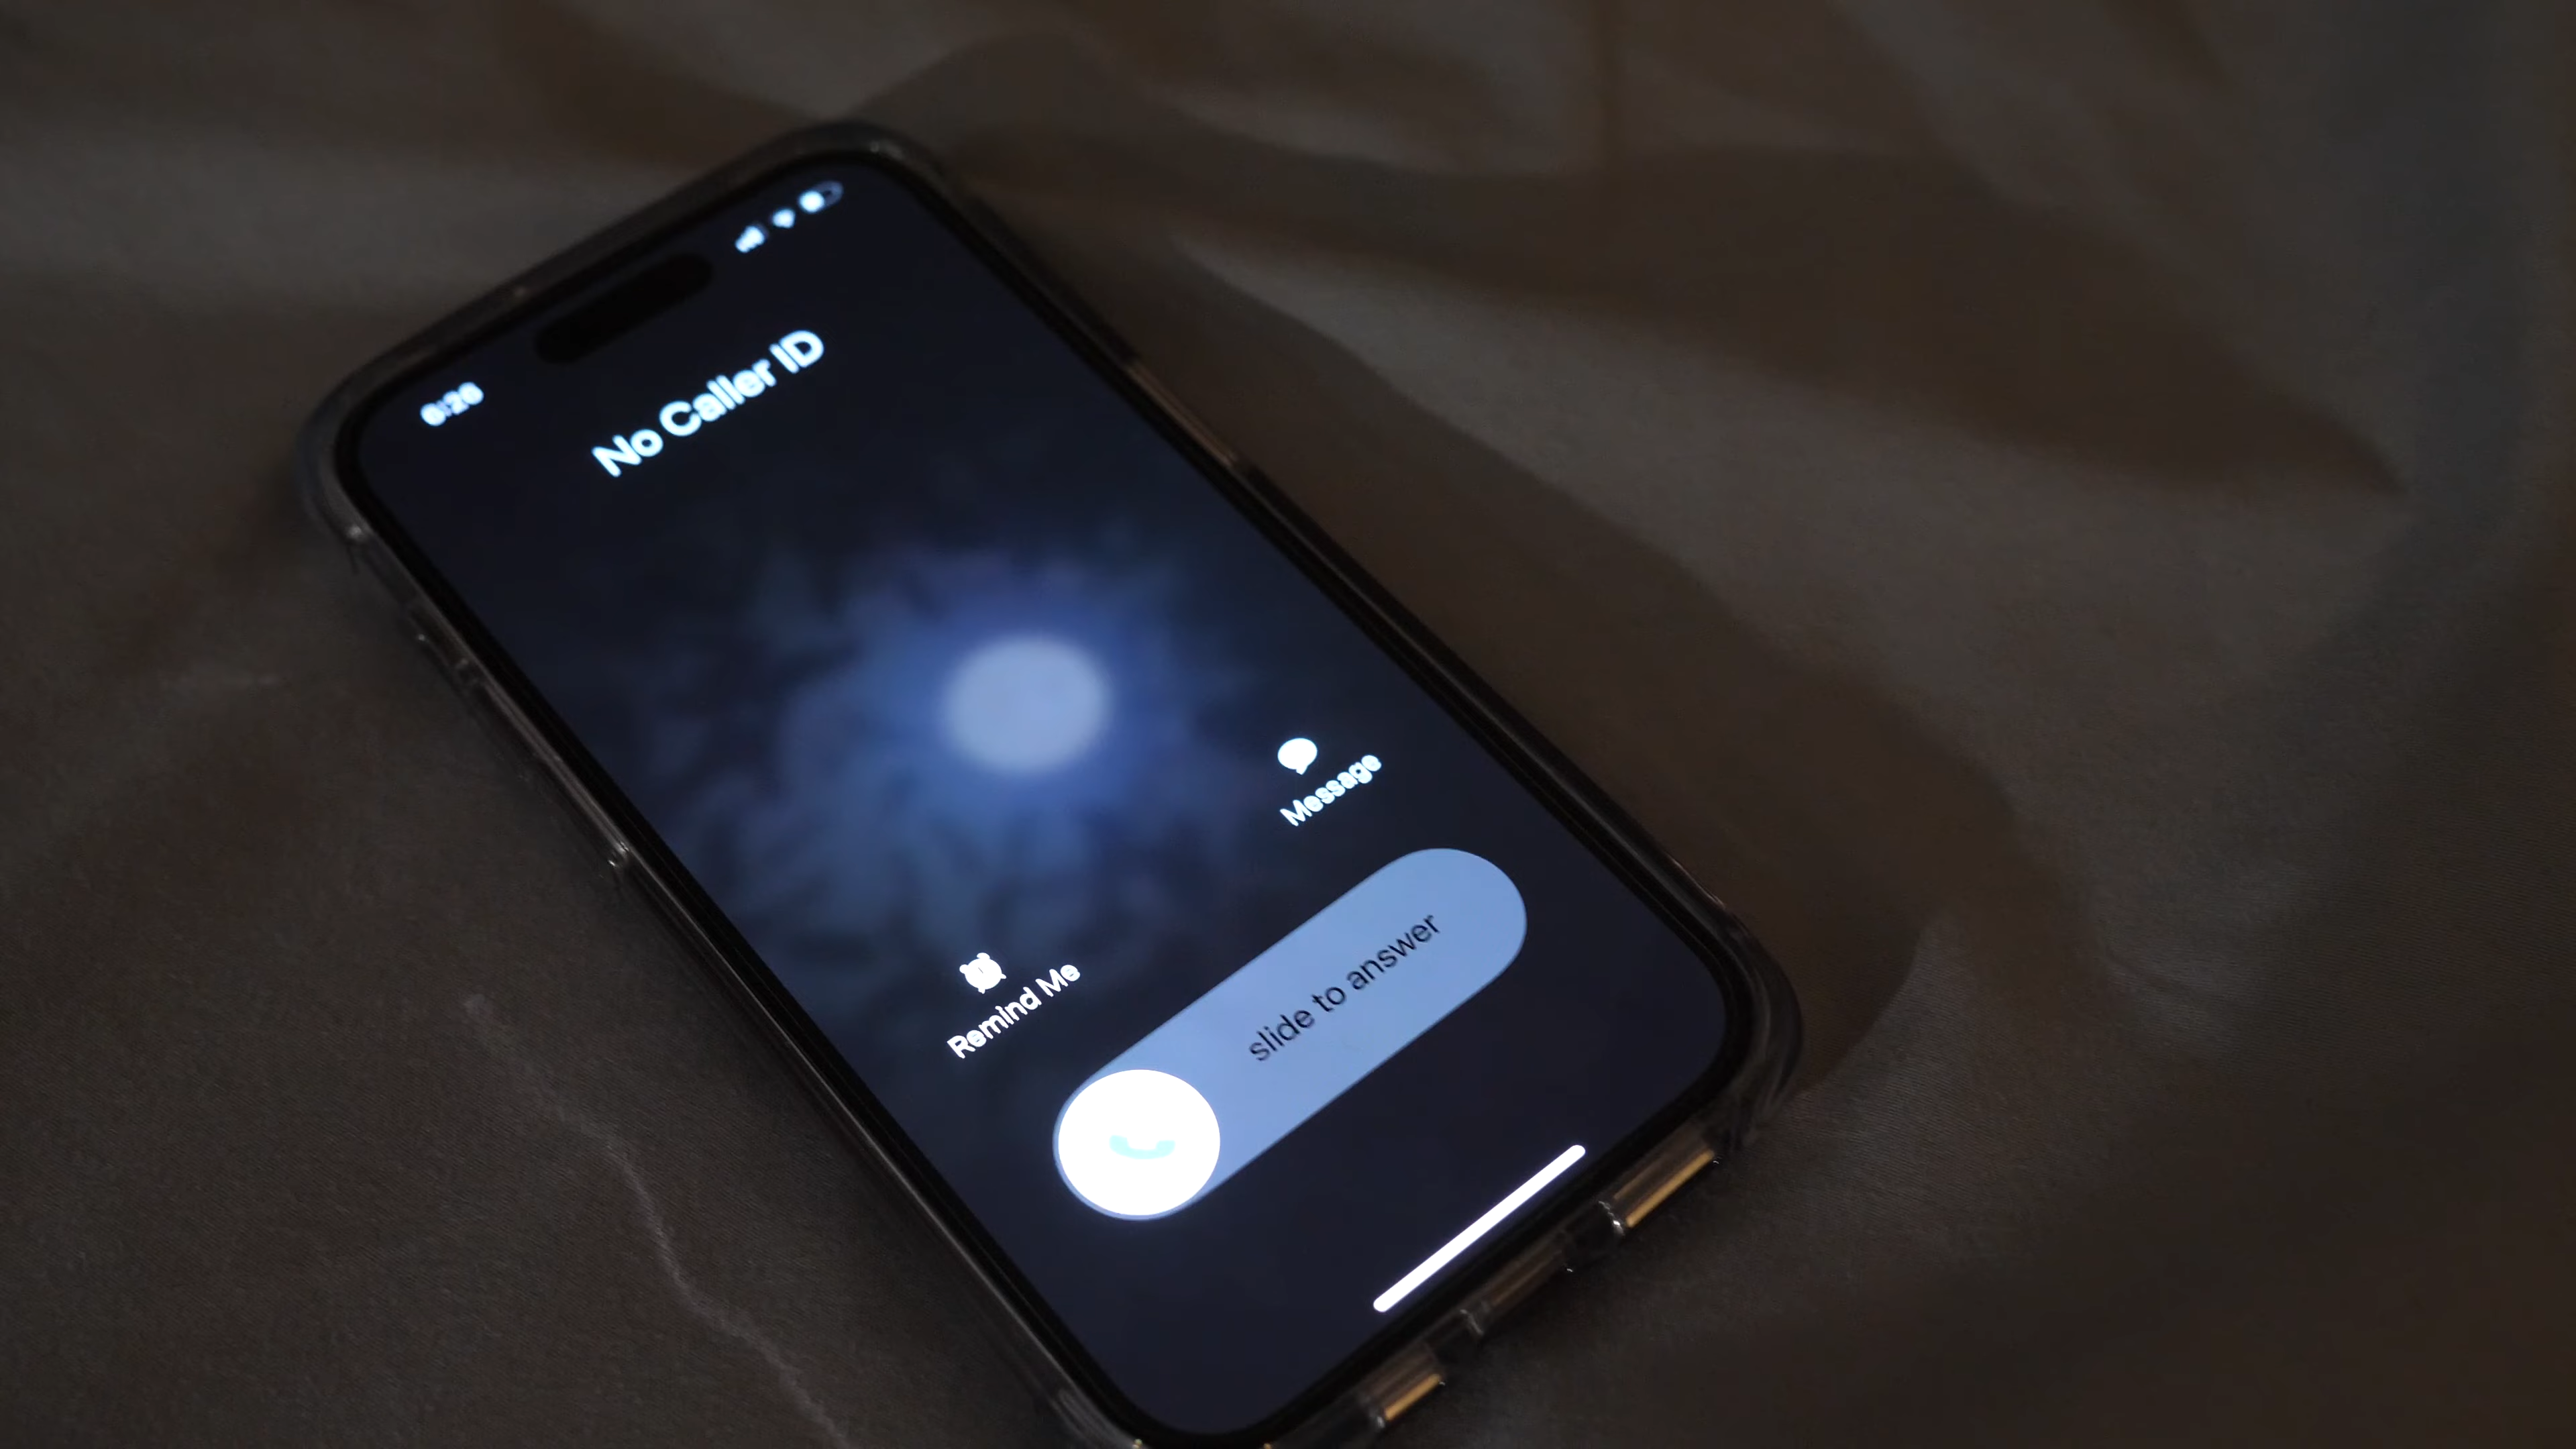 No Caller ID
Message
Remind Me
slide to answer